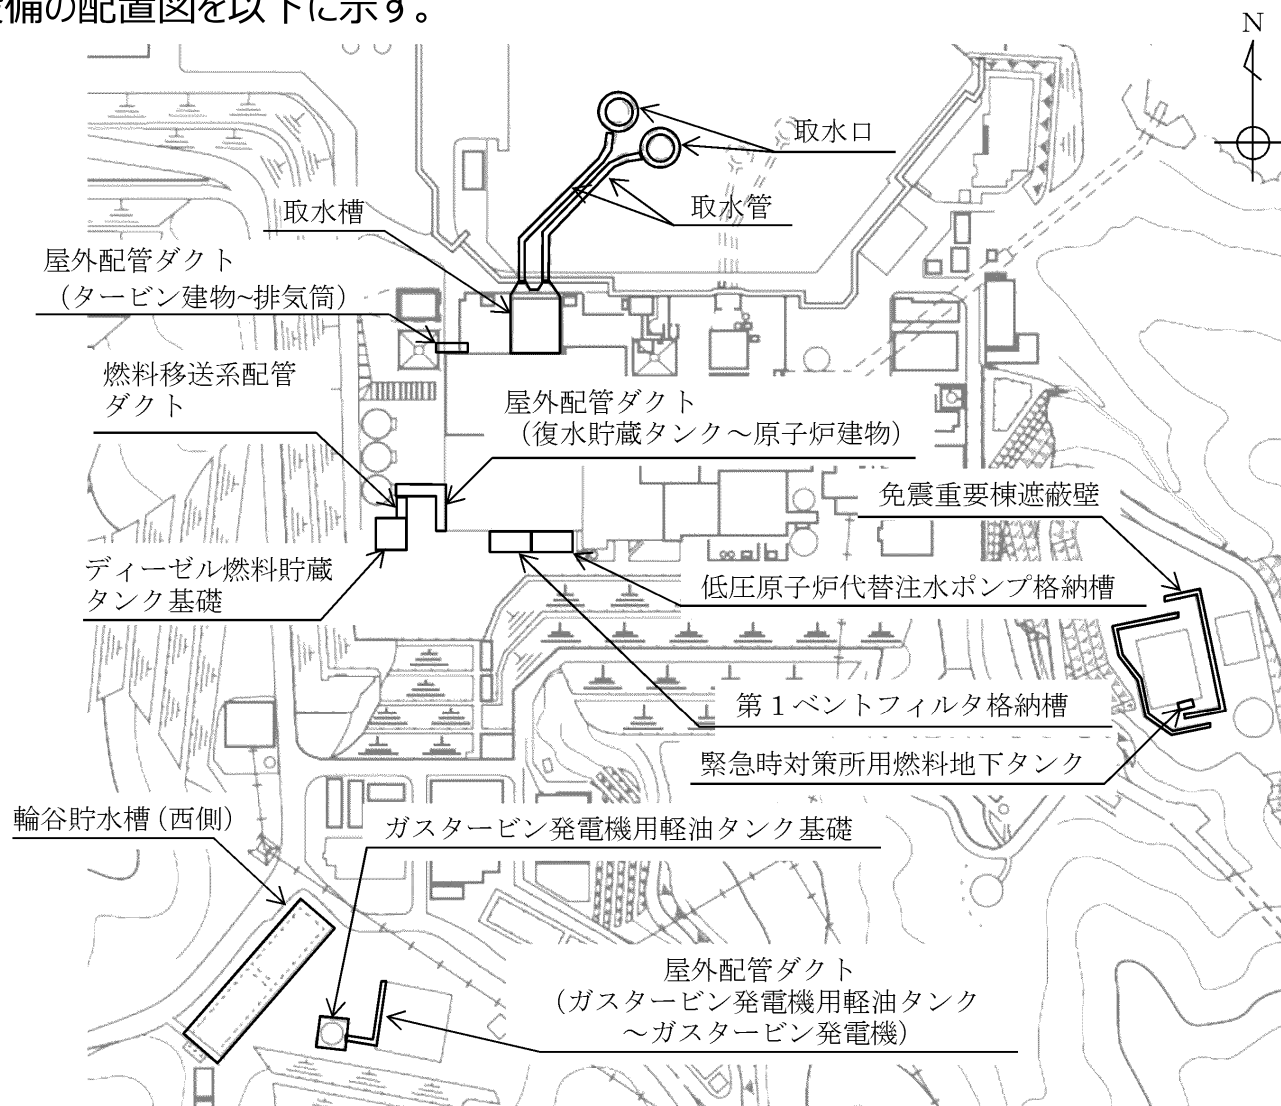 備の配置図を以下に示す。
N
取水口
取水管
取水槽
屋外配管ダクト
（タービン建物~排気筒）
燃料移送系配管
ダクト
屋外配管ダクト
（復水貯蔵タンク～原子炉建物）
免震重要棟遮蔽壁
ディーゼル燃料貯蔵
タンク基礎
低圧原子炉代替注水ポンプ格納槽
第１ベントフィルタ格納槽
緊急時対策所用燃料地下タンク
輪谷貯水槽（西側）
ガスタービン発電機用軽油タンク基礎
屋外配管ダクト
（ガスタービン発電機用軽油タンク
～ガスタービン発電機）